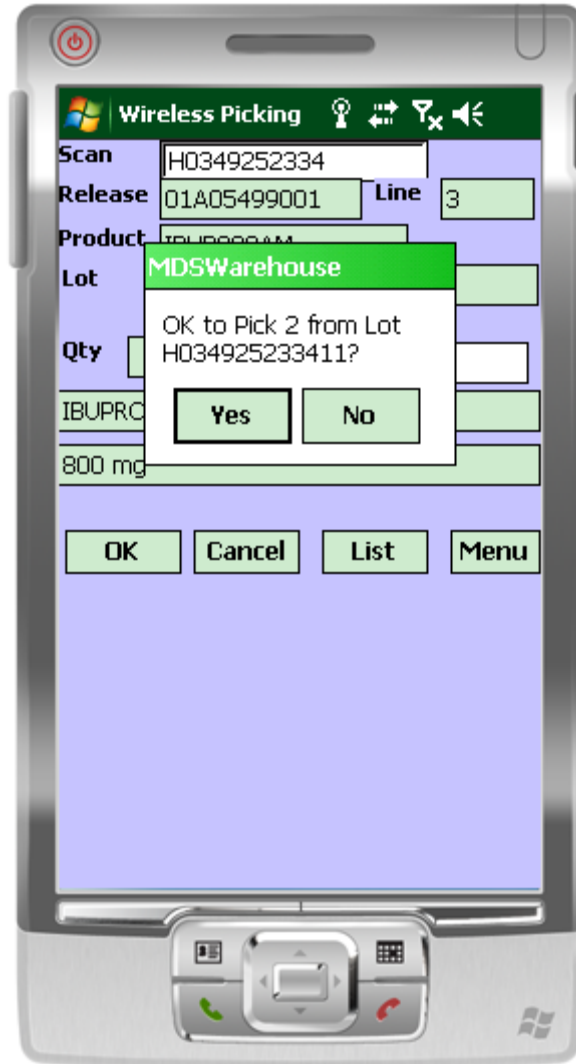 Wireless Picking
Scan H0349252334
Release 01A05499001 Line 3
Product
Lot
MDSWarehouse
OK to Pick 2 from Lot
H034925233411?
Qty
Yes No
IBUPRO
800 mg
OK Cancel List Menu